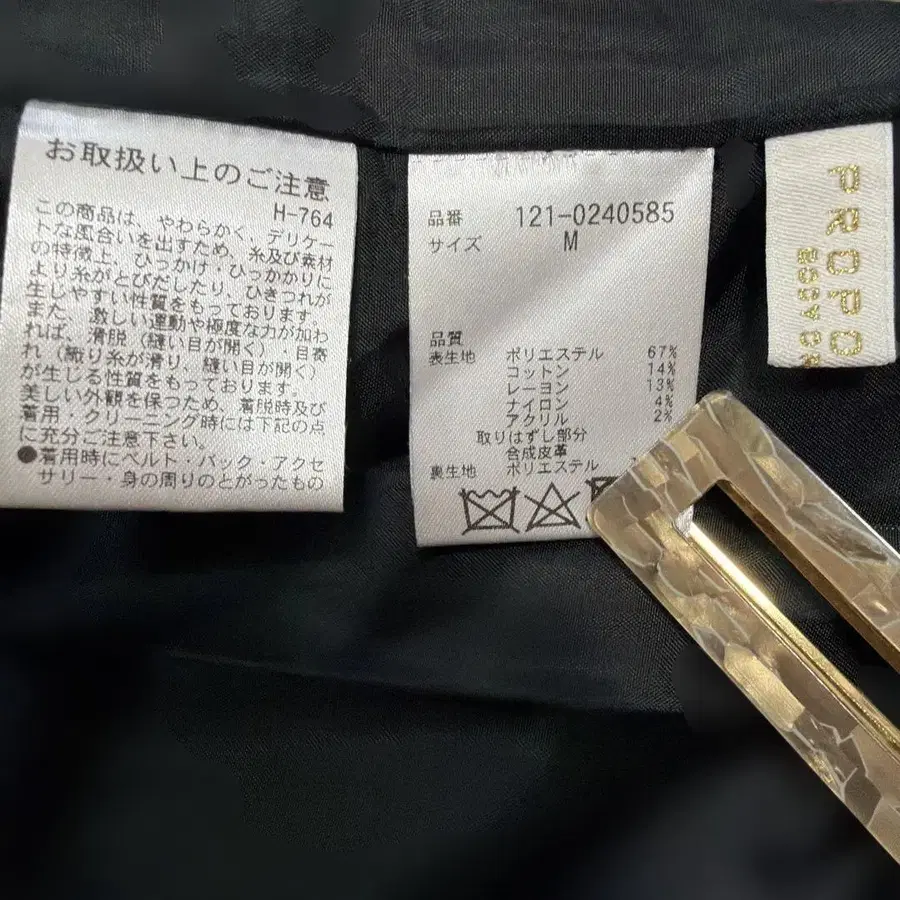 お取扱い上のご注意
H-764
この商品は、やわらかく、デリケー
トな風合いを出すため、糸及び素材
の特徴上、ひっかけ・ひっかかりに
より糸がとびだしたり、ひきつれが
生じやすい性質をもっております。
また、激しい運動や極度な力が加わ
れば、滑脱（縫い目が開く）・目寄
れ（織り糸が滑り、縫い目が開く）
が生じる性質をもっております。
美しい外観を保つため、着脱時及び
着用・クリーニング時には下記の点
に充分ご注意下さい。
●着用時にベルト・バック・アクセ
サリー・身の周りのとがったもの
品番 121-0240585
サイズ M
品質
表生地 ポリエステル 67%
コットン 14%
レーヨン 13%
ナイロン 4%
アクリル 2%
取りはずし部分
合成皮革
裏生地 ポリエステル
PROPO